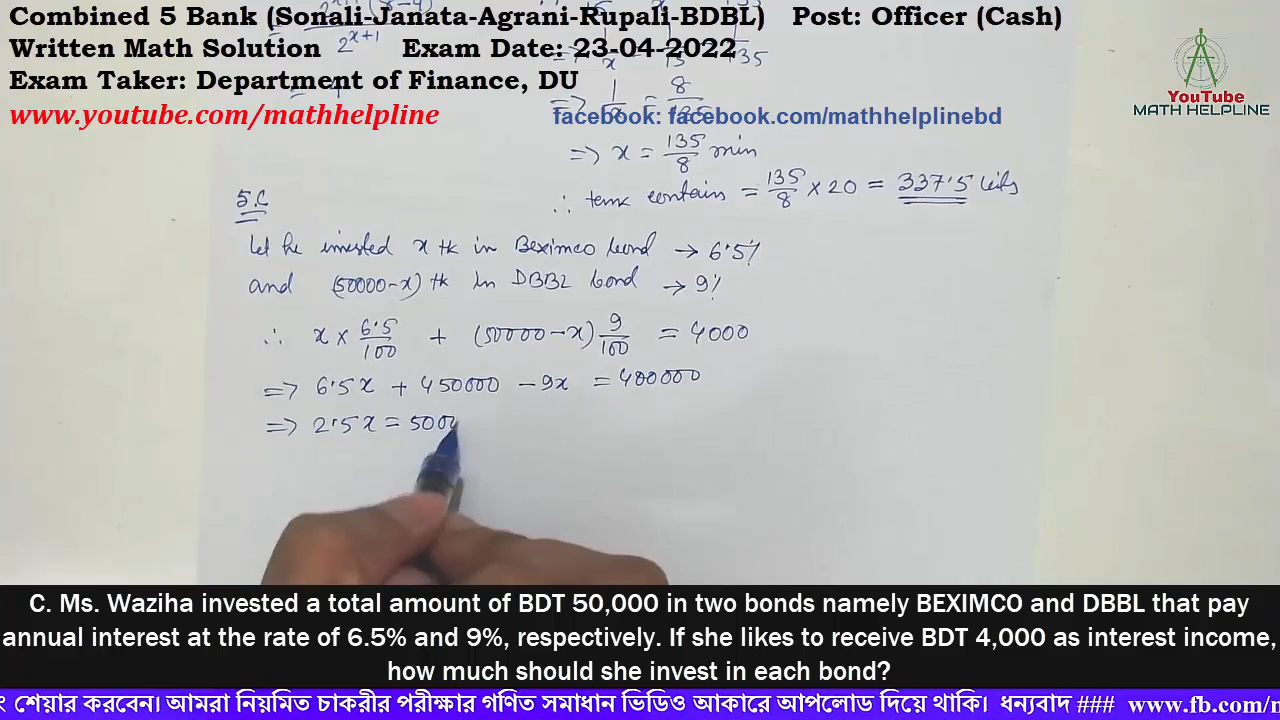 Combined 5 Bank (Sonali-Janata-Agrani-Rupali-BDBL) Post: Officer (Cash)
Written Math Solution Exam Date: 23-04-2022
Exam Taker: Department of Finance, DU
www.youtube.com/mathhelpline
facebook: facebook.com/mathhelplinebd
YouTube
MATH HELPLINE
2^{x+1}
=> 1/x = 8/135
=> x = 135/8 min
∴ tank contains = 135/8 × 20 = 337.5 lits
5.C
Let he invested x tk in Beximco bond → 6.5%
and (50000-x) tk in DBBL bond → 9%
∴ x × 6.5/100 + (50000-x) 9/100 = 4000
=> 6.5x + 450000 - 9x = 400000
=> 2.5x = 500
C. Ms. Waziha invested a total amount of BDT 50,000 in two bonds namely BEXIMCO and DBBL that pay
annual interest at the rate of 6.5% and 9%, respectively. If she likes to receive BDT 4,000 as interest income,
how much should she invest in each bond?
শেয়ার করবেন। আমরা নিয়মিত চাকরীর পরীক্ষার গণিত সমাধান ভিডিও আকারে আপলোড দিয়ে থাকি। ধন্যবাদ ### www.fb.com/